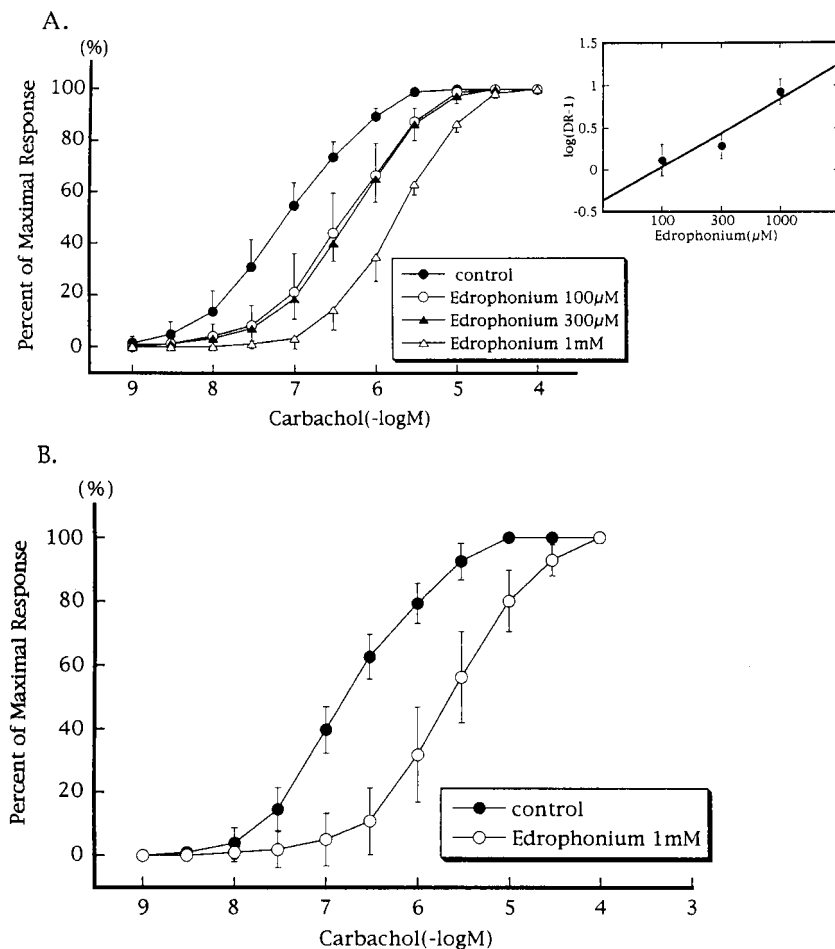 A.
(%)
100
80
60
40
20
0
Percent of Maximal Response
9 8 7 6 5 4
Carbachol(-logM)
control
Edrophonium 100µM
Edrophonium 300µM
Edrophonium 1mM
1.5
1
0.5
0
-0.5
log(DR-1)
100 300 1000
Edrophonium(µM)
B.
(%)
100
80
60
40
20
0
Percent of Maximal Response
9 8 7 6 5 4 3
Carbachol(-logM)
control
Edrophonium 1mM